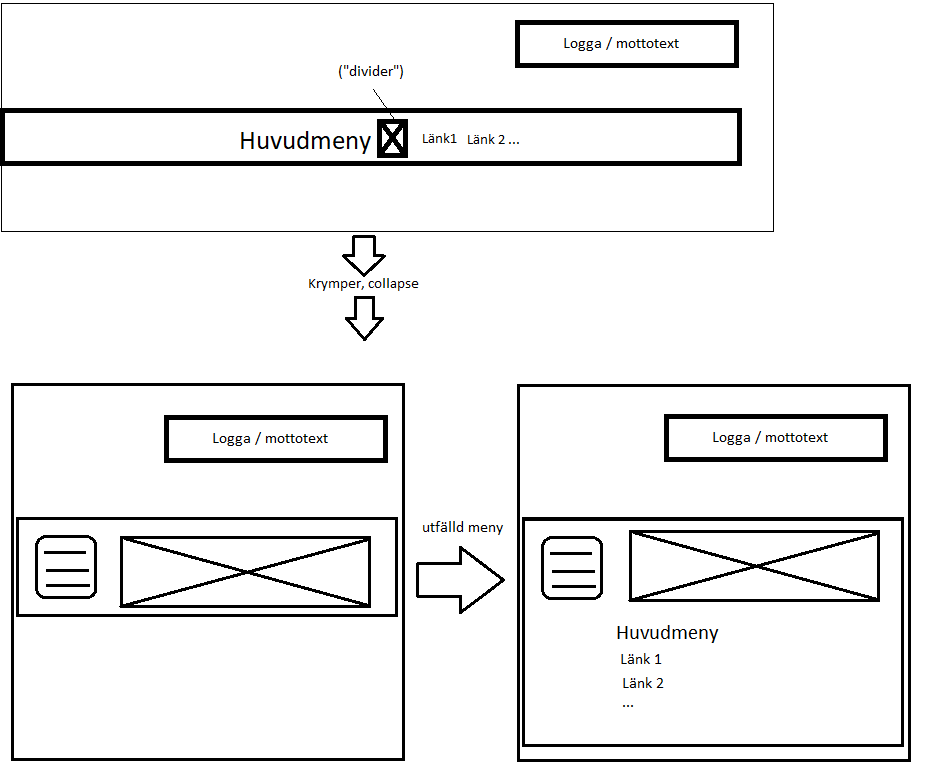 Logga / mottotext
("divider")
Huvudmeny Länk1 Länk 2 ...
Krymper, collapse
Logga / mottotext
utfälld meny
Logga / mottotext
Huvudmeny
Länk 1
Länk 2
...